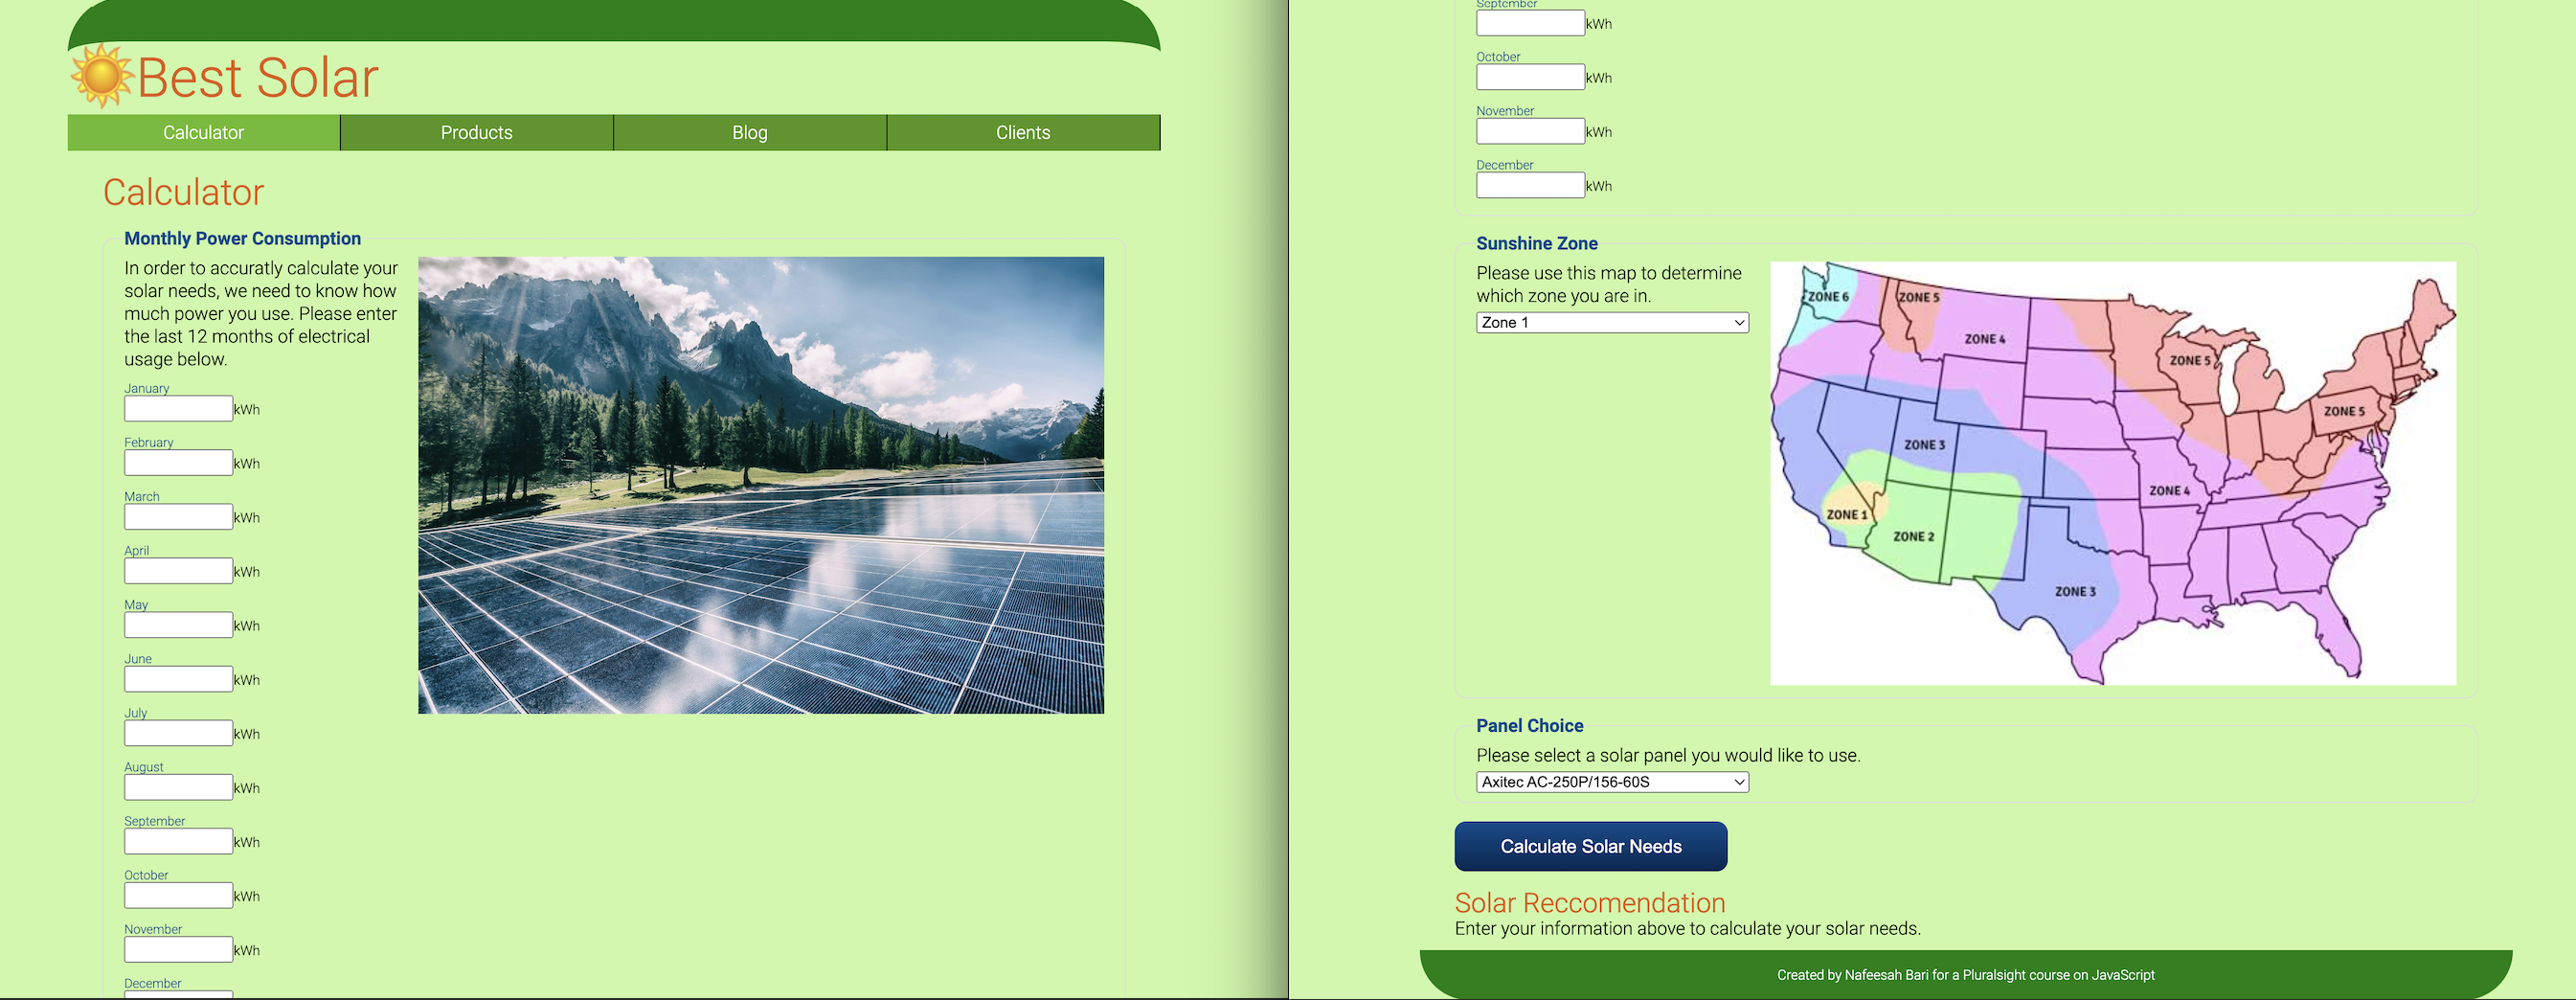 Best Solar
Calculator
Products
Blog
Clients
Calculator
Monthly Power Consumption
In order to accuratly calculate your
solar needs, we need to know how
much power you use. Please enter
the last 12 months of electrical
usage below.
January
kWh
February
kWh
March
kWh
April
kWh
May
kWh
June
kWh
July
kWh
August
kWh
September
kWh
October
kWh
November
kWh
December
September
kWh
October
kWh
November
kWh
December
kWh
Sunshine Zone
Please use this map to determine
which zone you are in.
Zone 1
ZONE 6
ZONE 5
ZONE 4
ZONE 5
ZONE 5
ZONE 3
ZONE 4
ZONE 1
ZONE 2
ZONE 3
Panel Choice
Please select a solar panel you would like to use.
Axitec AC-250P/156-60S
Calculate Solar Needs
Solar Reccomendation
Enter your information above to calculate your solar needs.
Created by Nafeesah Bari for a Pluralsight course on JavaScript